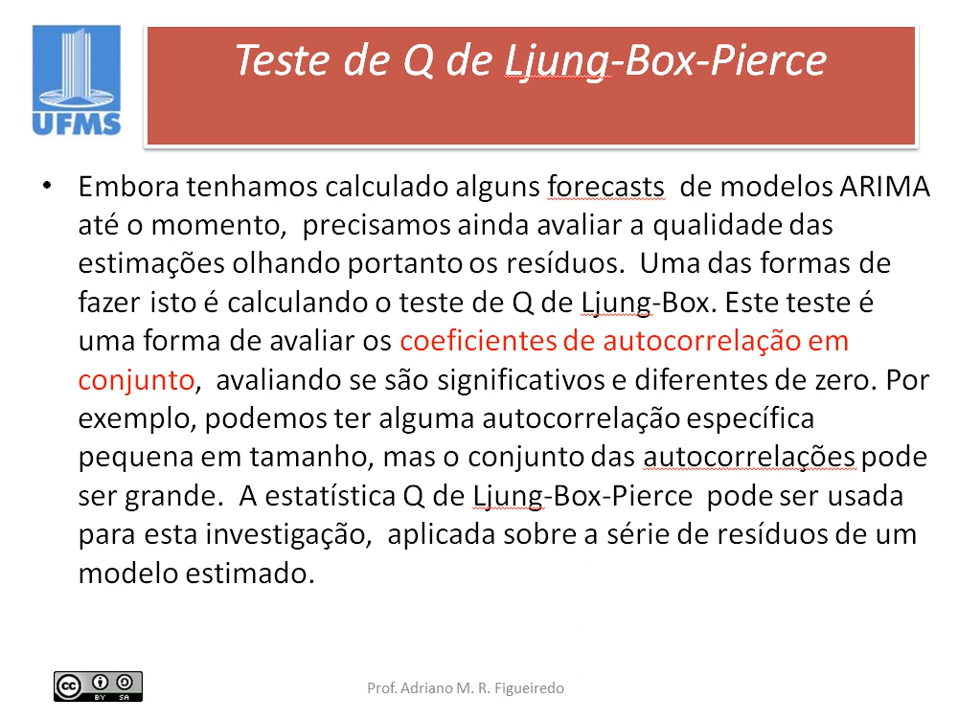 UFMS
Teste de Q de Ljung-Box-Pierce
• Embora tenhamos calculado alguns forecasts de modelos ARIMA
até o momento, precisamos ainda avaliar a qualidade das
estimações olhando portanto os resíduos. Uma das formas de
fazer isto é calculando o teste de Q de Ljung-Box. Este teste é
uma forma de avaliar os coeficientes de autocorrelação em
conjunto, avaliando se são significativos e diferentes de zero. Por
exemplo, podemos ter alguma autocorrelação específica
pequena em tamanho, mas o conjunto das autocorrelações pode
ser grande. A estatística Q de Ljung-Box-Pierce pode ser usada
para esta investigação, aplicada sobre a série de resíduos de um
modelo estimado.
cc BY SA
Prof. Adriano M. R. Figueiredo